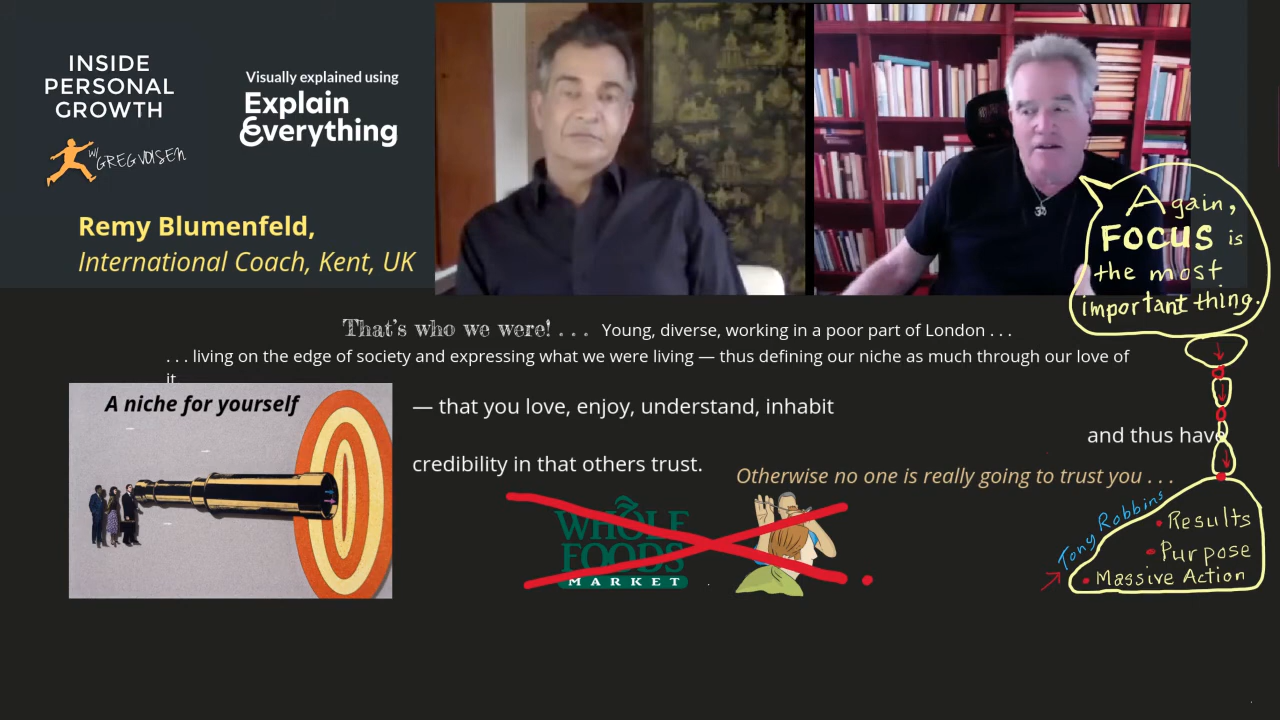 INSIDE
PERSONAL
GROWTH
w/ GREG VOISEN
Visually explained using
Explain
Everything
Remy Blumenfeld,
International Coach, Kent, UK
Again,
FOCUS is
the most
important thing.
That's who we were! . . . Young, diverse, working in a poor part of London . . .
. . . living on the edge of society and expressing what we were living — thus defining our niche as much through our love of
it
A niche for yourself
— that you love, enjoy, understand, inhabit
and thus have
credibility in that others trust.
Otherwise no one is really going to trust you . . .
WHOLE
FOODS
MARKET
Tony Robbins
• Results
• Purpose
• Massive Action